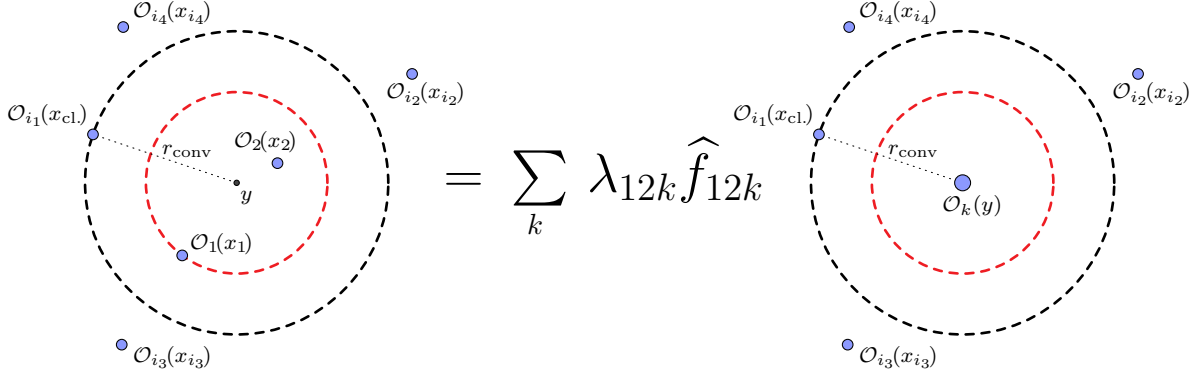 𝒪_{i_4}(x_{i_4})
𝒪_{i_2}(x_{i_2})
𝒪_{i_1}(x_{cl.})
r_{conv}
𝒪_2(x_2)
y
𝒪_1(x_1)
𝒪_{i_3}(x_{i_3})
= \sum_k λ_{12k} \widehat{f}_{12k}
𝒪_{i_4}(x_{i_4})
𝒪_{i_2}(x_{i_2})
𝒪_{i_1}(x_{cl.})
r_{conv}
𝒪_k(y)
𝒪_{i_3}(x_{i_3})